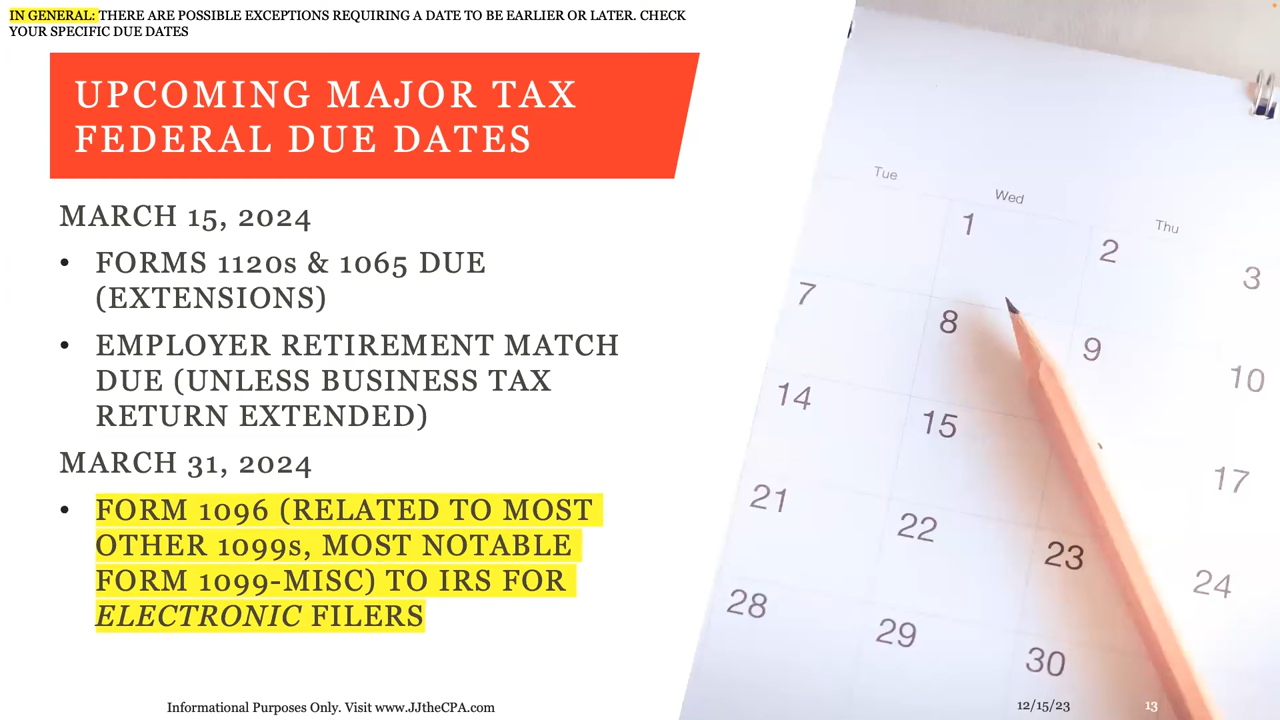 IN GENERAL: THERE ARE POSSIBLE EXCEPTIONS REQUIRING A DATE TO BE EARLIER OR LATER. CHECK
YOUR SPECIFIC DUE DATES
UPCOMING MAJOR TAX
FEDERAL DUE DATES
MARCH 15, 2024
• FORMS 1120s & 1065 DUE
(EXTENSIONS)
• EMPLOYER RETIREMENT MATCH
DUE (UNLESS BUSINESS TAX
RETURN EXTENDED)
MARCH 31, 2024
• FORM 1096 (RELATED TO MOST
OTHER 1099s, MOST NOTABLE
FORM 1099-MISC) TO IRS FOR
ELECTRONIC FILERS
Tue Wed Thu
1 2 3
7 8 9 10
14 15 17
21 22 23 24
28 29 30
Informational Purposes Only. Visit www.JJtheCPA.com
12/15/23 13